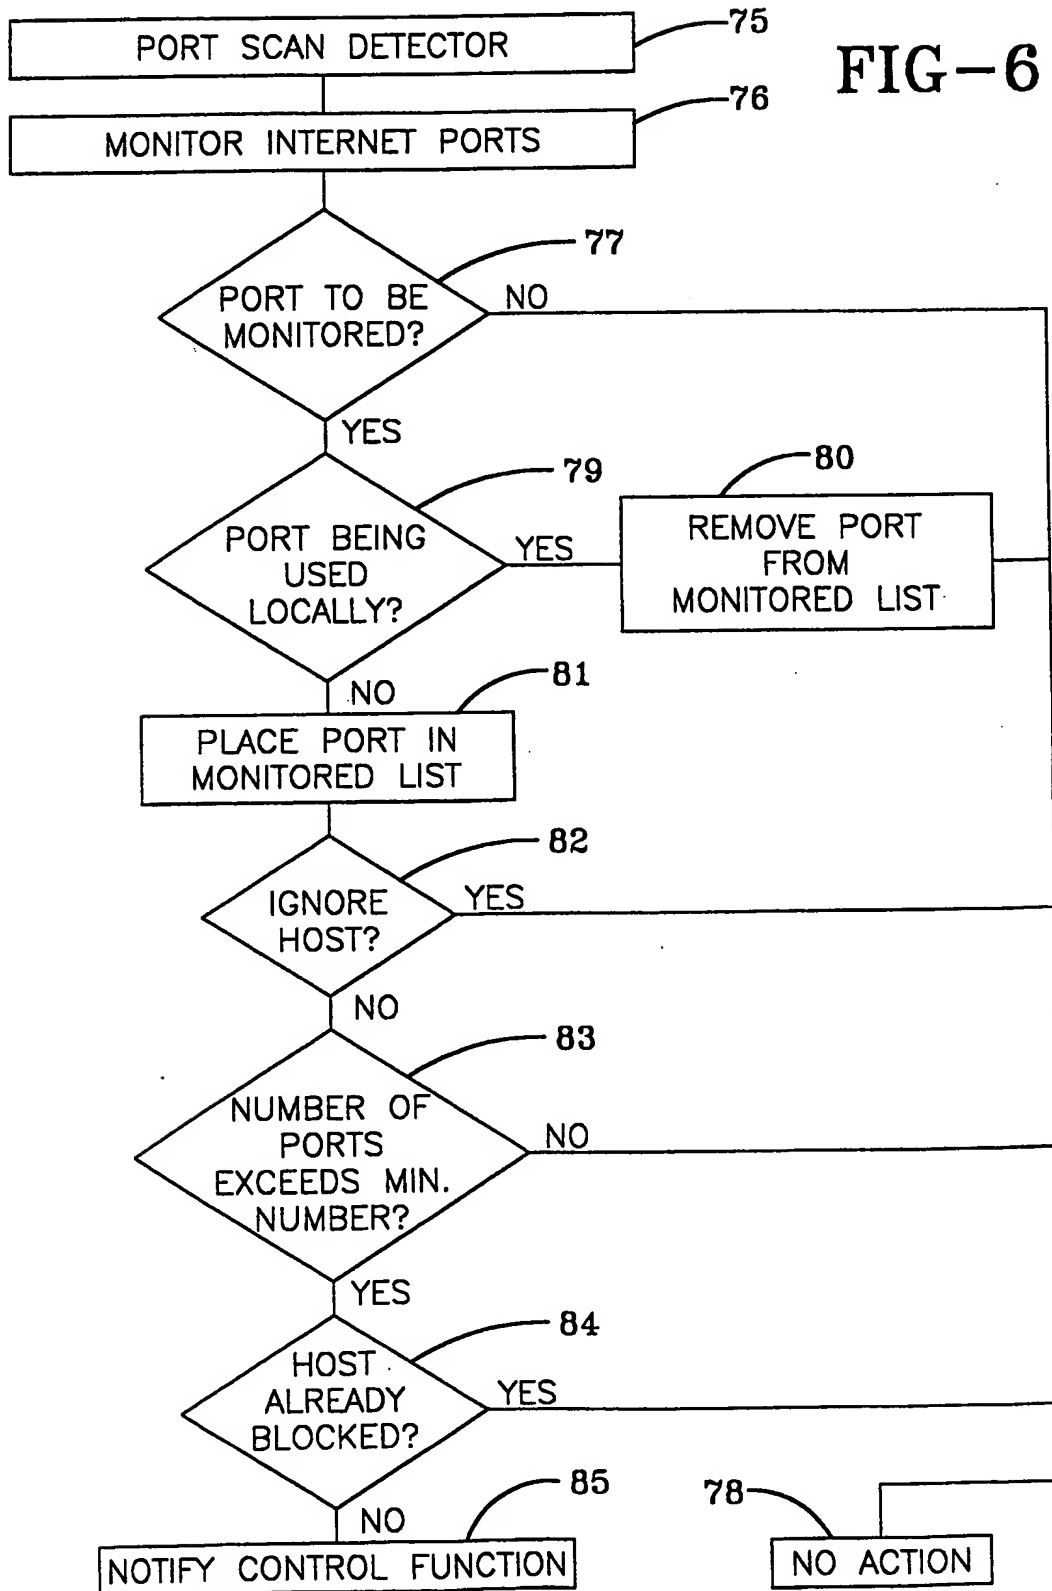 PORT SCAN DETECTOR
75
FIG-6
MONITOR INTERNET PORTS
76
77
PORT TO BE
MONITORED?
NO
YES
79
PORT BEING
USED
LOCALLY?
YES
80
REMOVE PORT
FROM
MONITORED LIST
NO
81
PLACE PORT IN
MONITORED LIST
82
IGNORE
HOST?
YES
NO
83
NUMBER OF
PORTS
EXCEEDS MIN.
NUMBER?
NO
YES
84
HOST
ALREADY
BLOCKED?
YES
NO
85
NOTIFY CONTROL FUNCTION
78
NO ACTION